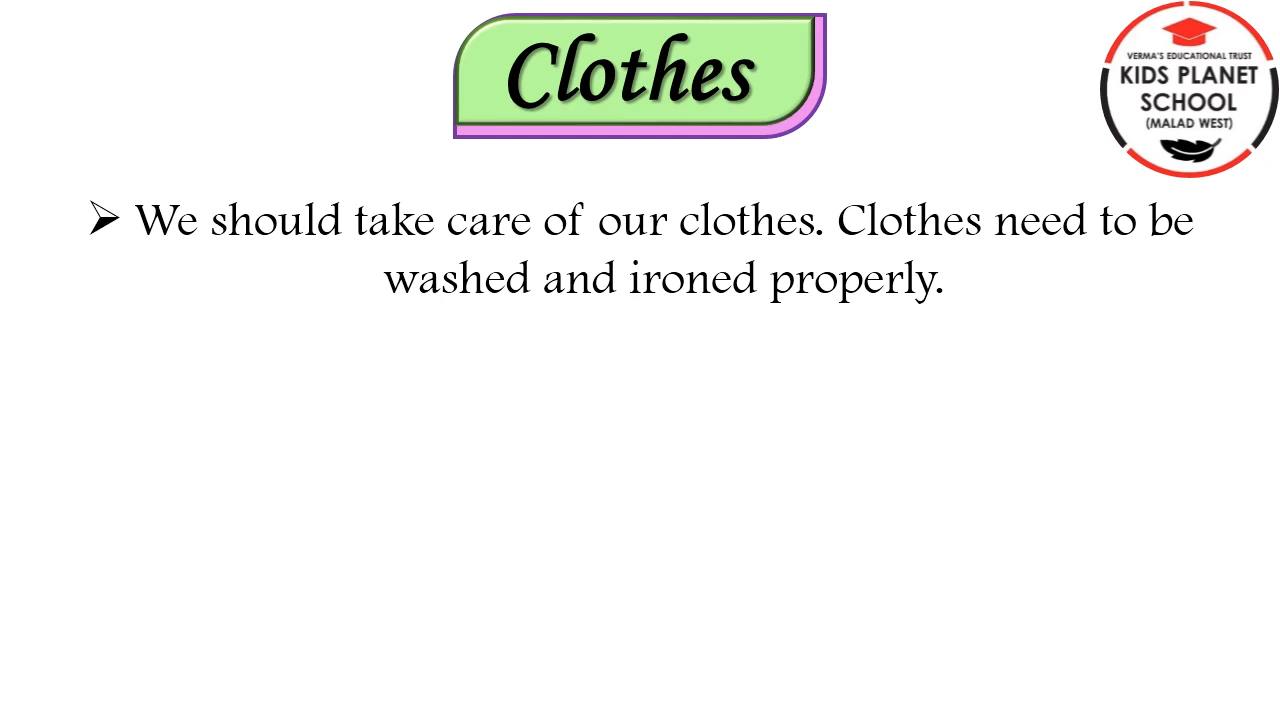 Clothes
VERMA'S EDUCATIONAL TRUST
KIDS PLANET
SCHOOL
(MALAD WEST)
➢ We should take care of our clothes. Clothes need to be
washed and ironed properly.